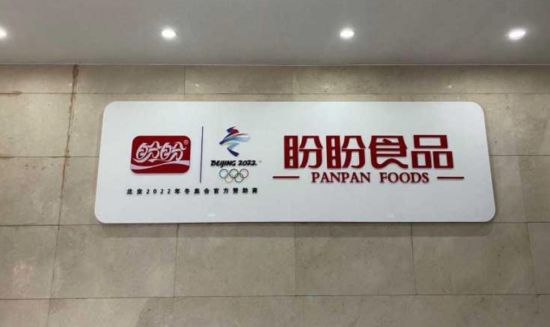 盼盼
BEIJING 2022
北京2022年冬奥会官方赞助商
盼盼食品
PANPAN FOODS